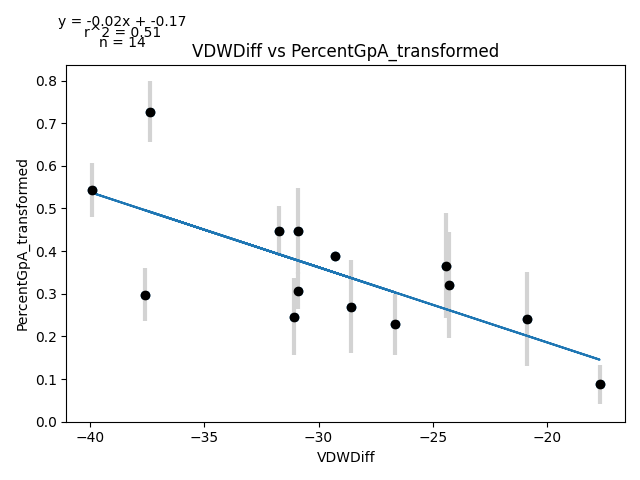 y = -0.02x + -0.17
r^2 = 0.51
n = 14
VDWDiff vs PercentGpA_transformed
PercentGpA_transformed
0.8
0.7
0.6
0.5
0.4
0.3
0.2
0.1
0.0
−40
−35
−30
−25
−20
VDWDiff